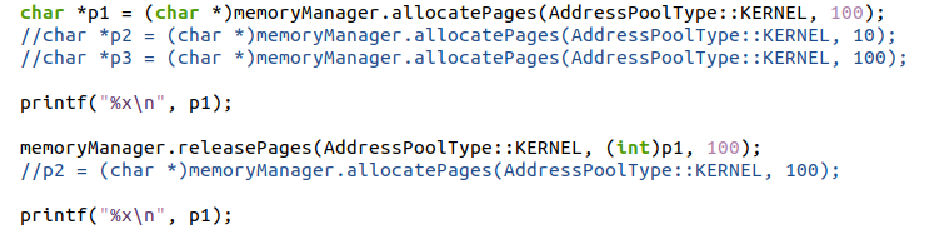 char *p1 = (char *)memoryManager.allocatePages(AddressPoolType::KERNEL, 100);
//char *p2 = (char *)memoryManager.allocatePages(AddressPoolType::KERNEL, 10);
//char *p3 = (char *)memoryManager.allocatePages(AddressPoolType::KERNEL, 100);
printf("%x\n", p1);
memoryManager.releasePages(AddressPoolType::KERNEL, (int)p1, 100);
//p2 = (char *)memoryManager.allocatePages(AddressPoolType::KERNEL, 100);
printf("%x\n", p1);